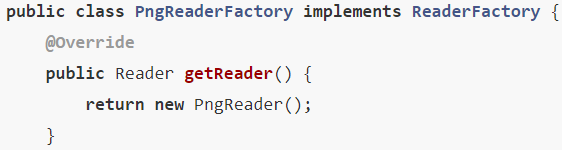 public class PngReaderFactory implements ReaderFactory {
    @Override
    public Reader getReader() {
        return new PngReader();
    }